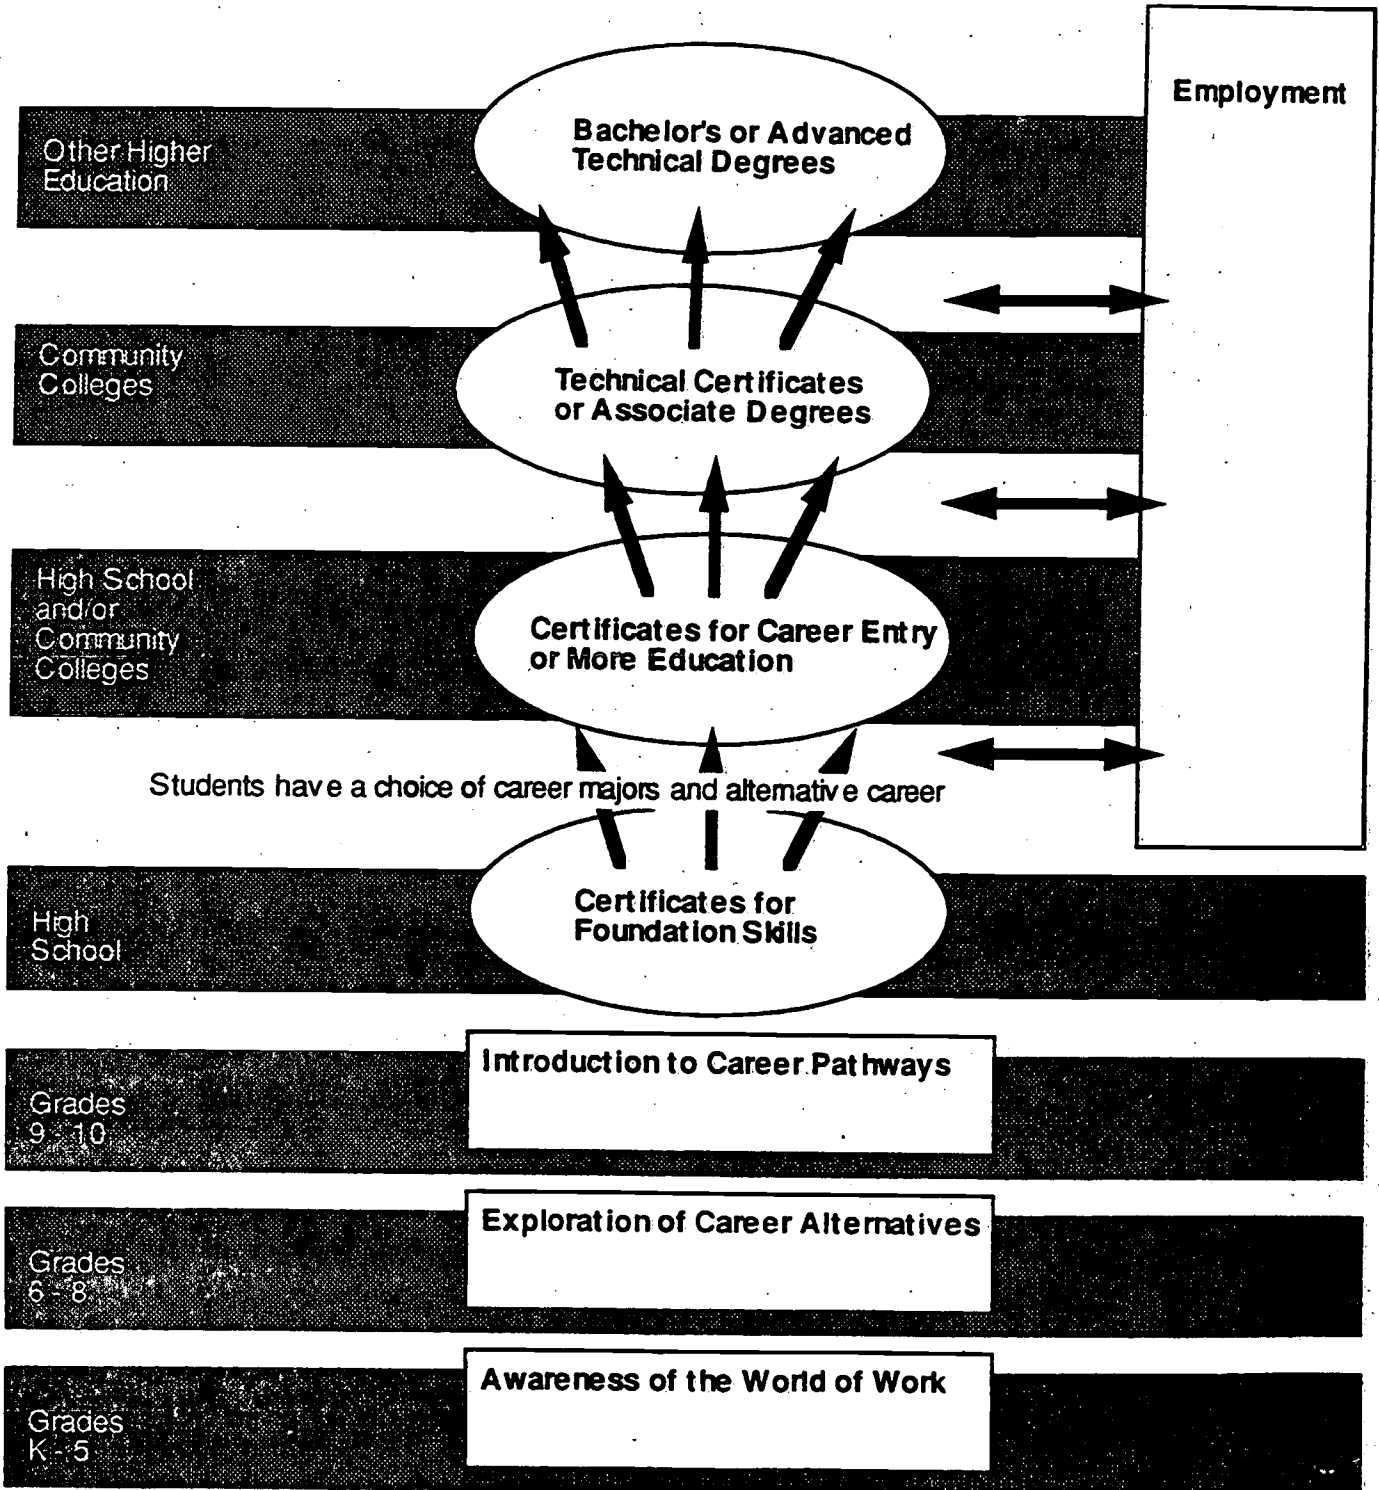 Employment
Other Higher
Education
Bachelor's or Advanced
Technical Degrees
Community
Colleges
Technical Certificates
or Associate Degrees
High School
and/or
Community
Colleges
Certificates for Career Entry
or More Education
Students have a choice of career majors and alternative career
High
School
Certificates for
Foundation Skills
Introduction to Career Pathways
Grades
9 - 10
Exploration of Career Alternatives
Grades
6 - 8
Awareness of the World of Work
Grades
K - 5